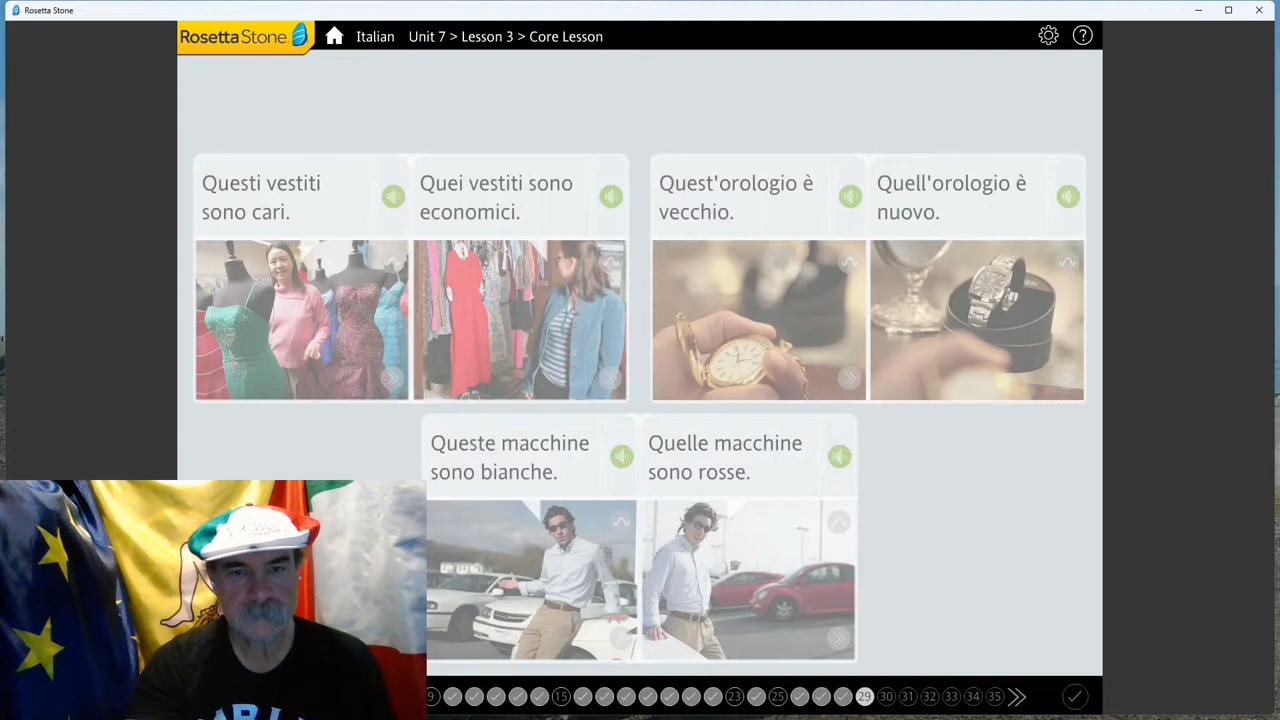 Rosetta Stone
RosettaStone Italian Unit 7 > Lesson 3 > Core Lesson
Questi vestiti
sono cari.
Quei vestiti sono
economici.
Quest'orologio è
vecchio.
Quell'orologio è
nuovo.
Queste macchine
sono bianche.
Quelle macchine
sono rosse.
15 23 25 29 30 31 32 33 34 35